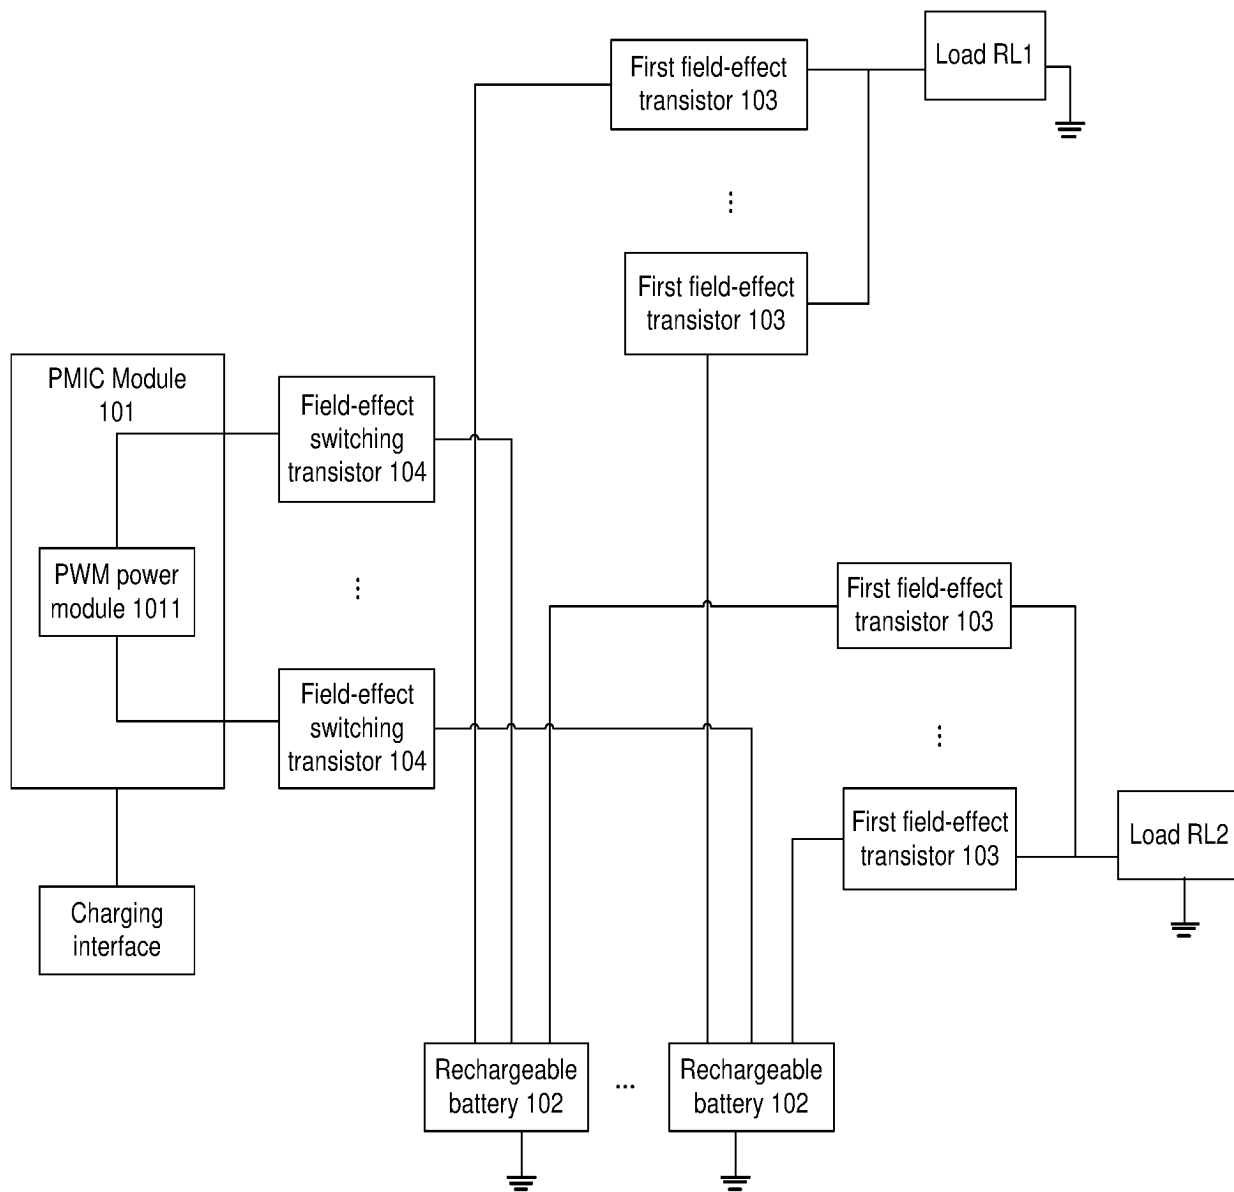 First field-effect
transistor 103
Load RL1
First field-effect
transistor 103
PMIC Module
101
Field-effect
switching
transistor 104
PWM power
module 1011
First field-effect
transistor 103
Field-effect
switching
transistor 104
First field-effect
transistor 103
Load RL2
Charging
interface
Rechargeable
battery 102
...
Rechargeable
battery 102